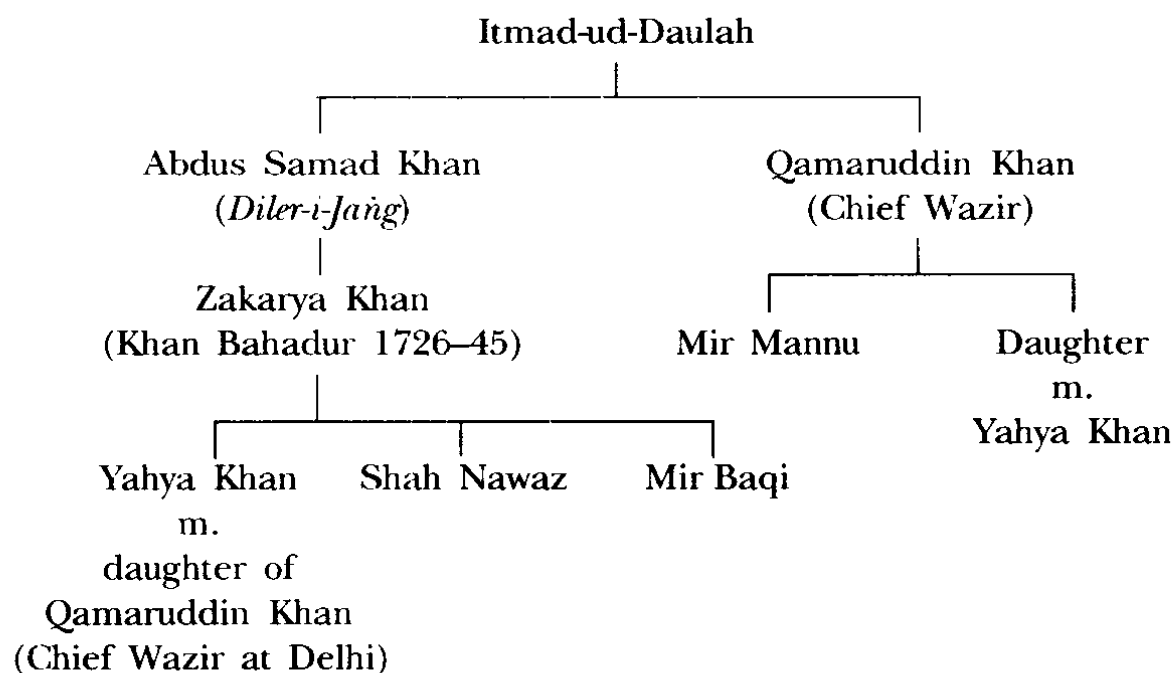 Itmad-ud-Daulah
Abdus Samad Khan
(Diler-i-Jaṅg)
Qamaruddin Khan
(Chief Wazir)
Zakarya Khan
(Khan Bahadur 1726–45)
Mir Mannu
Daughter
m.
Yahya Khan
Yahya Khan
m.
daughter of
Qamaruddin Khan
(Chief Wazir at Delhi)
Shah Nawaz
Mir Baqi